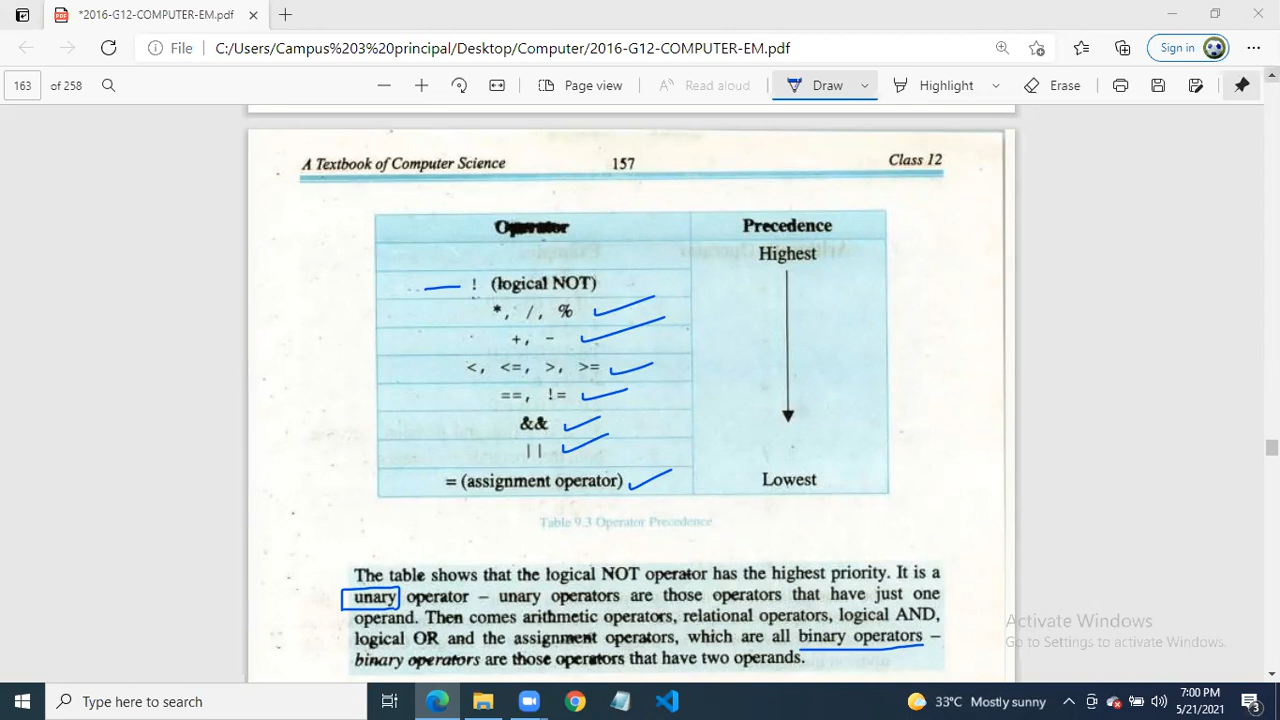 *2016-G12-COMPUTER-EM.pdf
File C:/Users/Campus%203%20principal/Desktop/Computer/2016-G12-COMPUTER-EM.pdf Sign in
163 of 258 Page view Read aloud Draw Highlight Erase
A Textbook of Computer Science 157 Class 12
Operator Precedence
Highest
! (logical NOT)
*, /, %
+, -
<, <=, >, >=
==, !=
&&
||
= (assignment operator) Lowest
Table 9.3 Operator Precedence
The table shows that the logical NOT operator has the highest priority. It is a
unary operator – unary operators are those operators that have just one
operand. Then comes arithmetic operators, relational operators, logical AND,
logical OR and the assignment operators, which are all binary operators –
binary operators are those operators that have two operands.
Activate Windows
Go to Settings to activate Windows.
Type here to search 33°C Mostly sunny 7:00 PM
5/21/2021
3